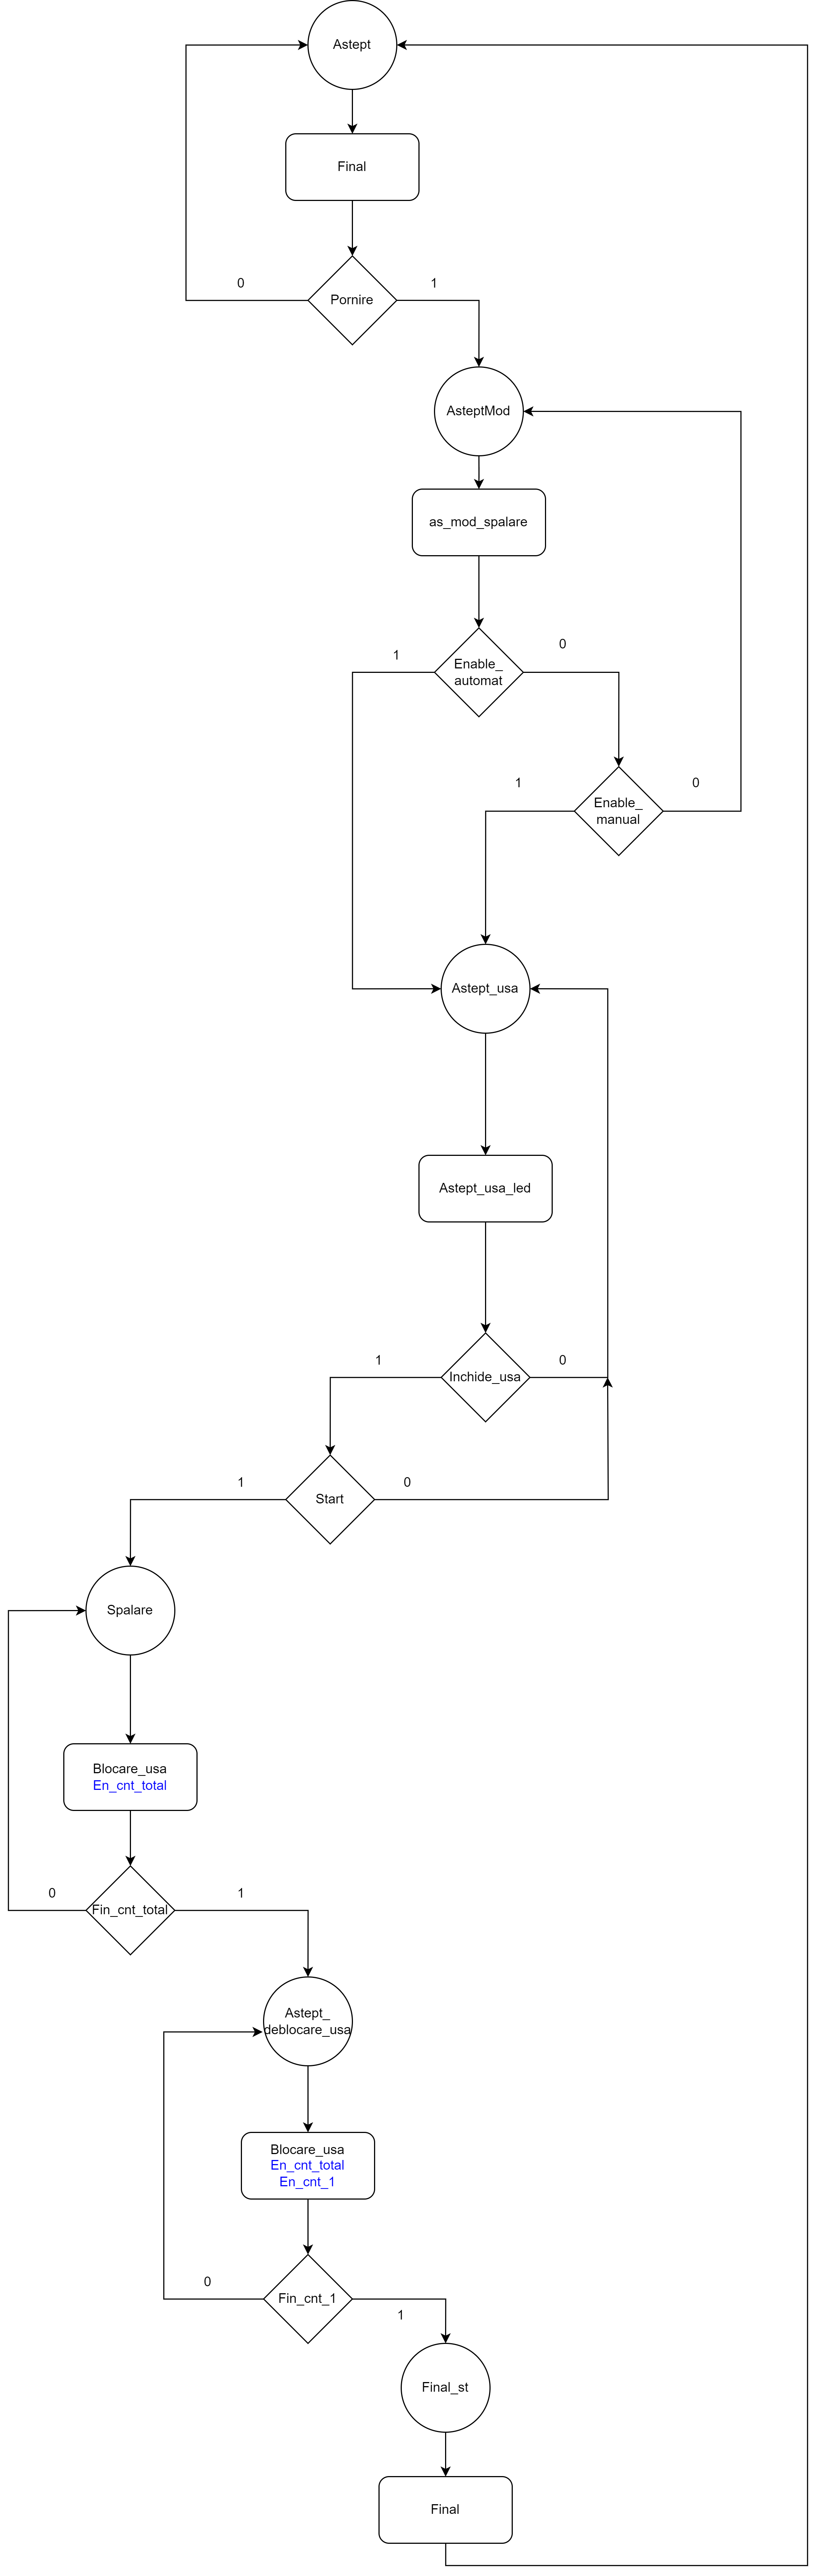 Astept
Final
0
1
Pornire
AsteptMod
as_mod_spalare
1
0
Enable_
automat
1
0
Enable_
manual
Astept_usa
Astept_usa_led
1
0
Inchide_usa
1
0
Start
Spalare
Blocare_usa
En_cnt_total
0
1
Fin_cnt_total
Astept_
deblocare_usa
Blocare_usa
En_cnt_total
En_cnt_1
0
Fin_cnt_1
1
Final_st
Final